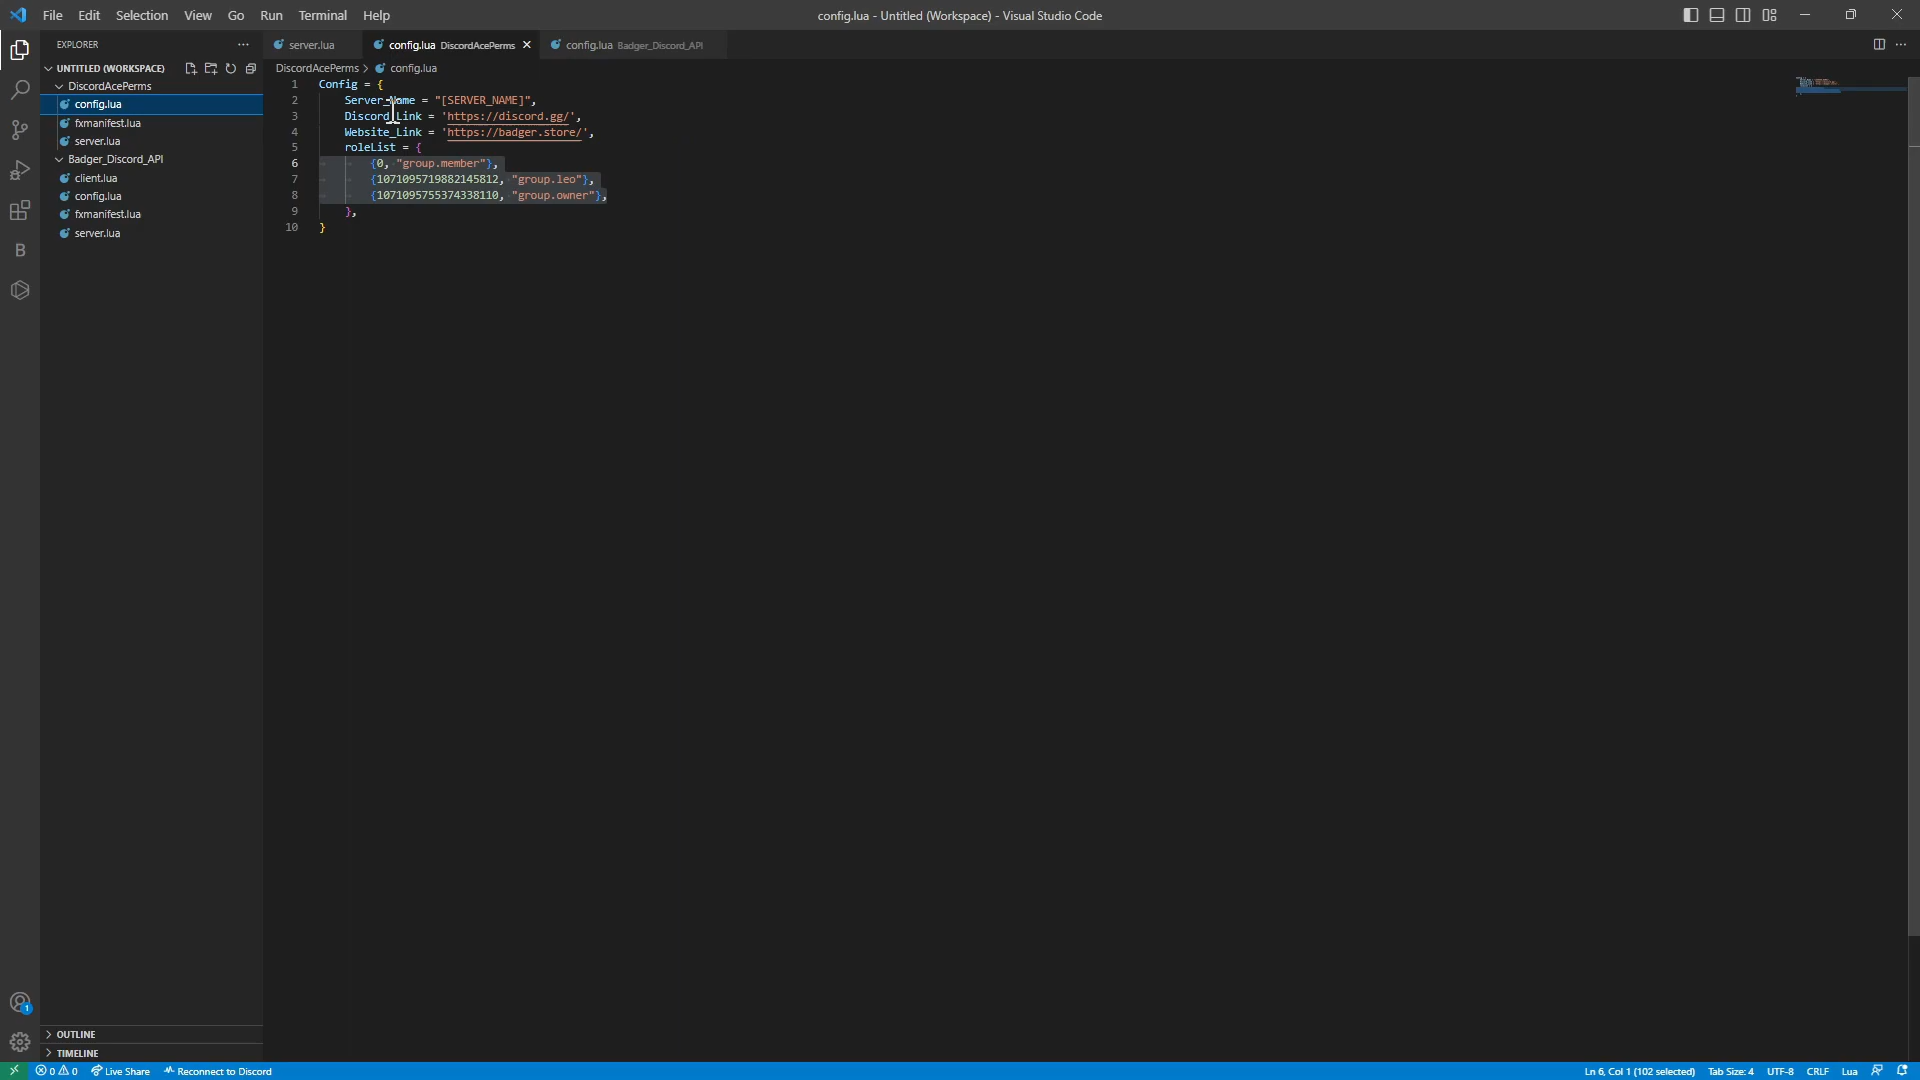 File Edit Selection View Go Run Terminal Help
config.lua - Untitled (Workspace) - Visual Studio Code
EXPLORER
UNTITLED (WORKSPACE)
DiscordAcePerms
config.lua
fxmanifest.lua
server.lua
Badger_Discord_API
client.lua
config.lua
fxmanifest.lua
server.lua
OUTLINE
TIMELINE
server.lua
config.lua DiscordAcePerms
config.lua Badger_Discord_API
DiscordAcePerms > config.lua
1 Config = {
2 Server_Name = "[SERVER_NAME]",
3 Discord_Link = 'https://discord.gg/',
4 Website_Link = 'https://badger.store/',
5 roleList = {
6 {0, "group.member"},
7 {1071095719882145812, "group.leo"},
8 {1071095755374338110, "group.owner"},
9 },
10 }
B
1
0 0 Live Share Reconnect to Discord
Ln 6, Col 1 (102 selected) Tab Size: 4 UTF-8 CRLF Lua